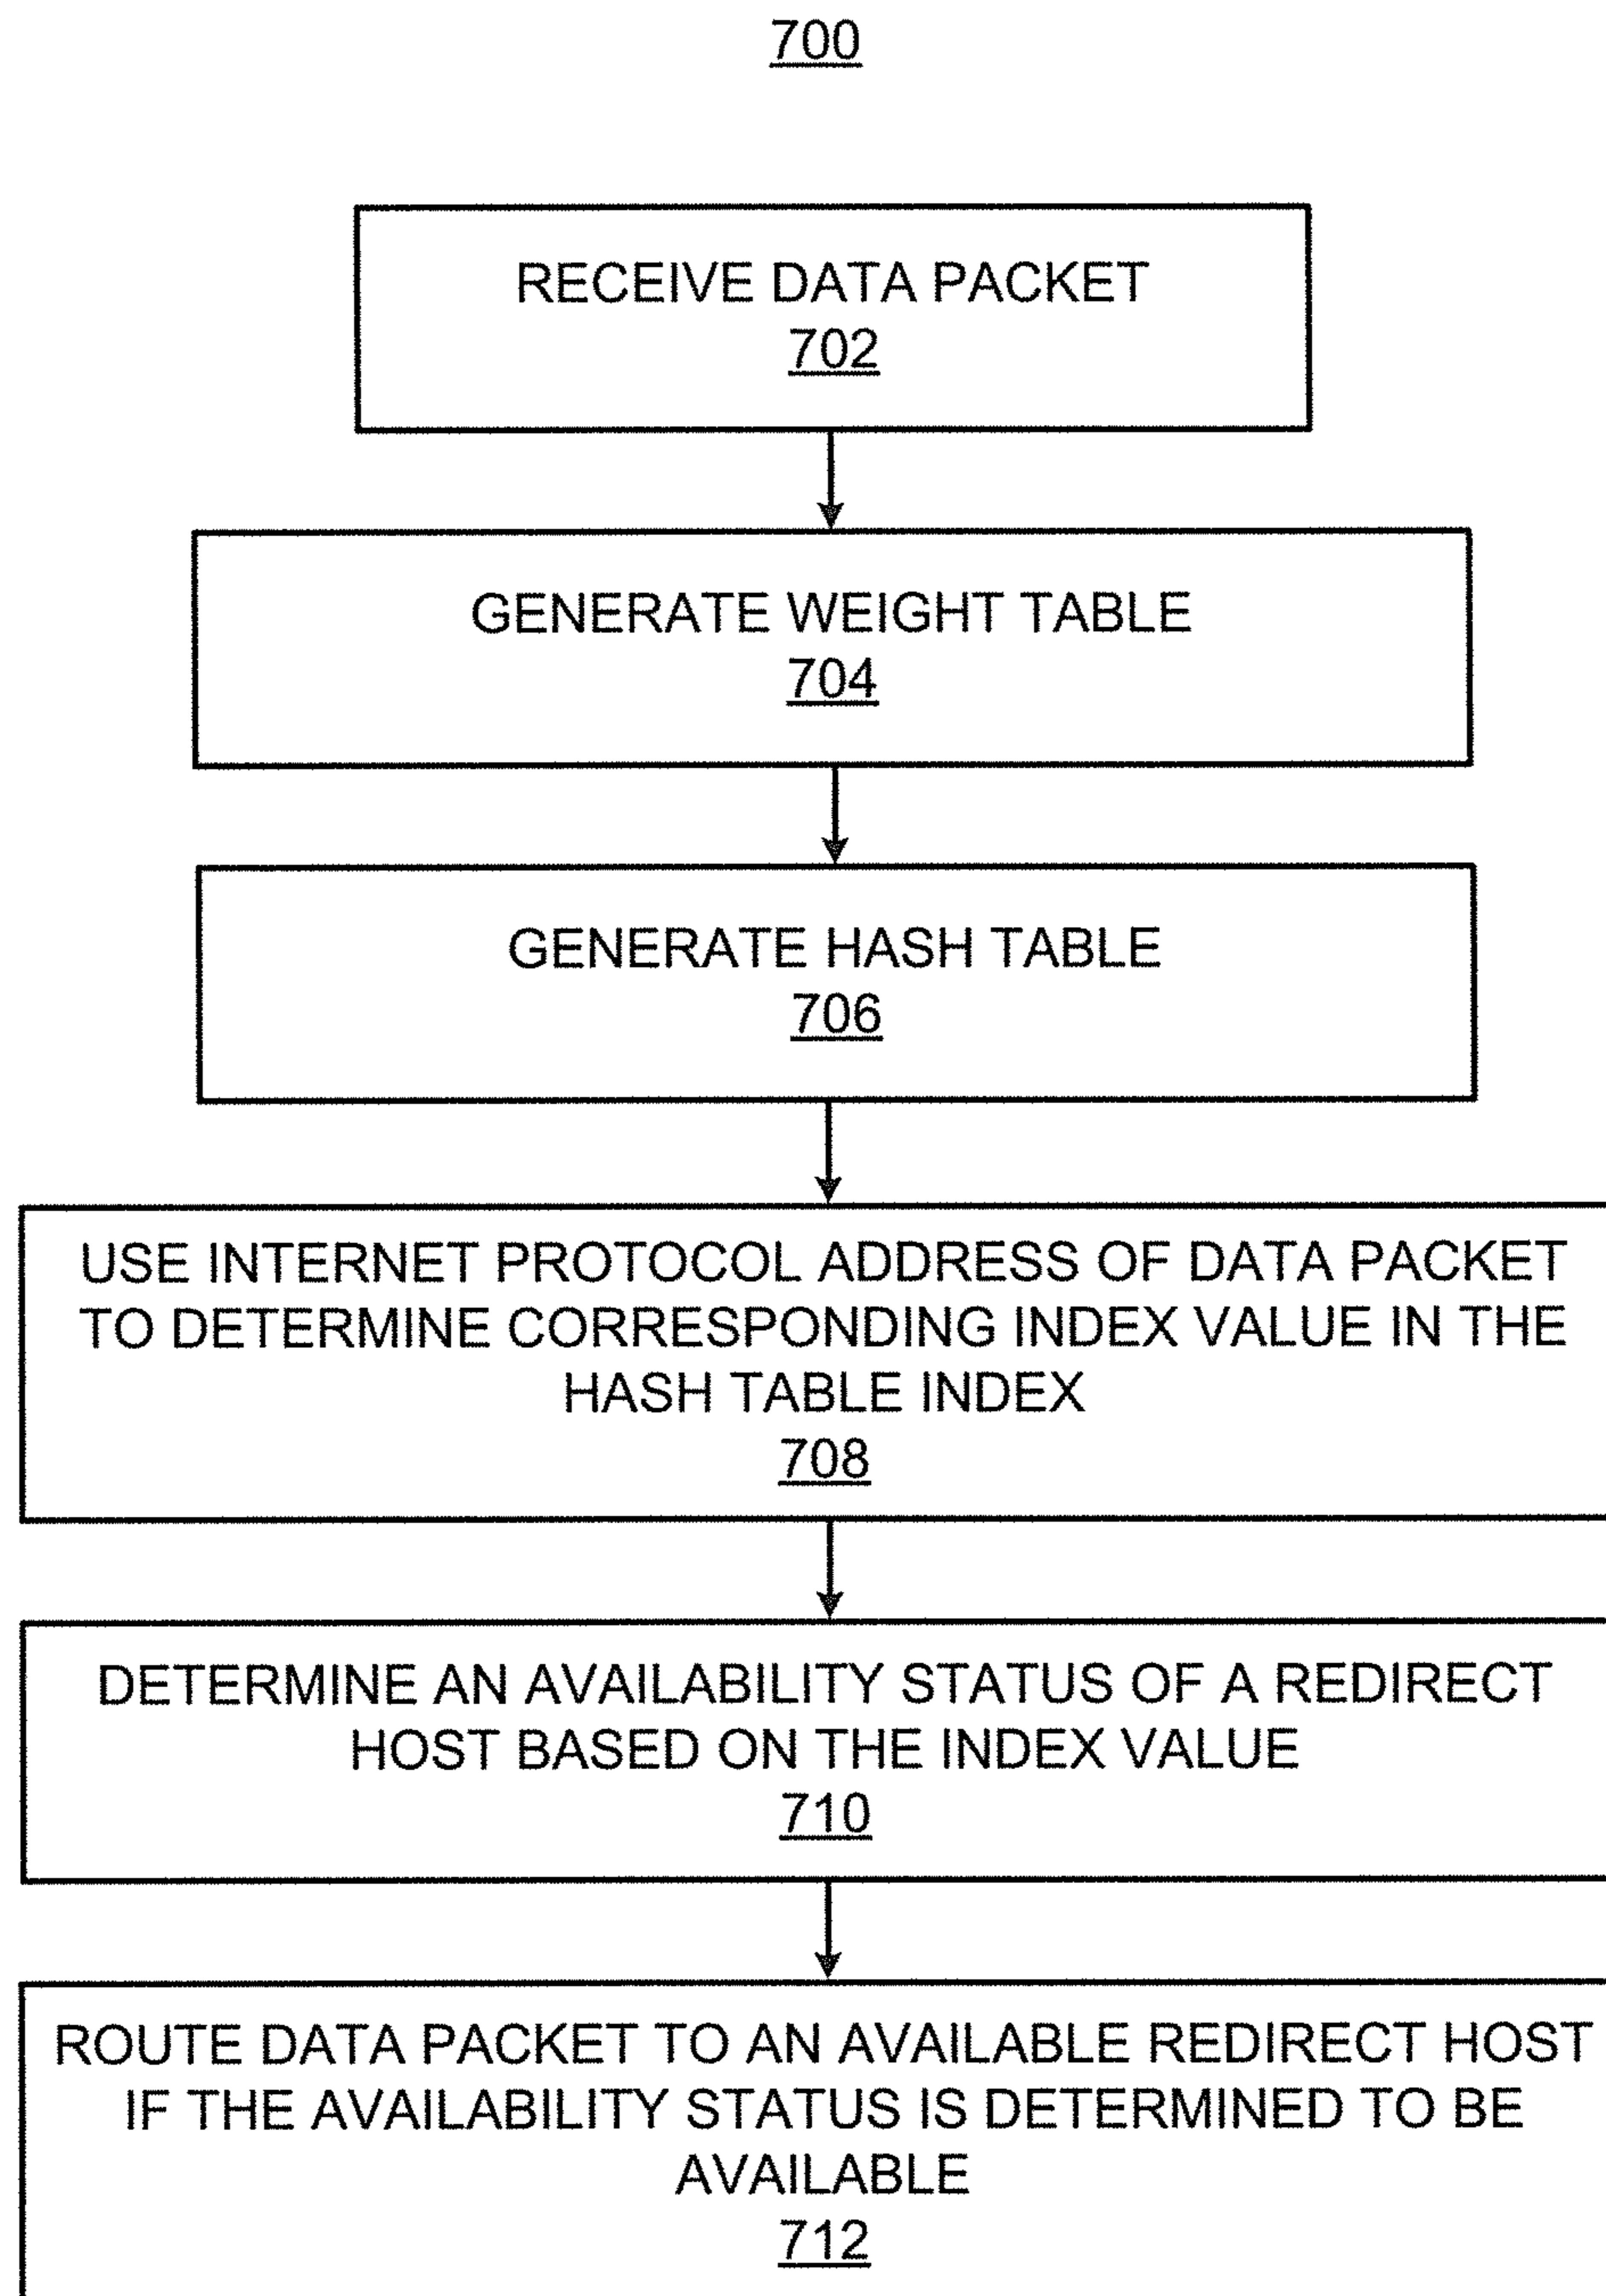 700
RECEIVE DATA PACKET
702
GENERATE WEIGHT TABLE
704
GENERATE HASH TABLE
706
USE INTERNET PROTOCOL ADDRESS OF DATA PACKET
TO DETERMINE CORRESPONDING INDEX VALUE IN THE
HASH TABLE INDEX
708
DETERMINE AN AVAILABILITY STATUS OF A REDIRECT
HOST BASED ON THE INDEX VALUE
710
ROUTE DATA PACKET TO AN AVAILABLE REDIRECT HOST
IF THE AVAILABILITY STATUS IS DETERMINED TO BE
AVAILABLE
712